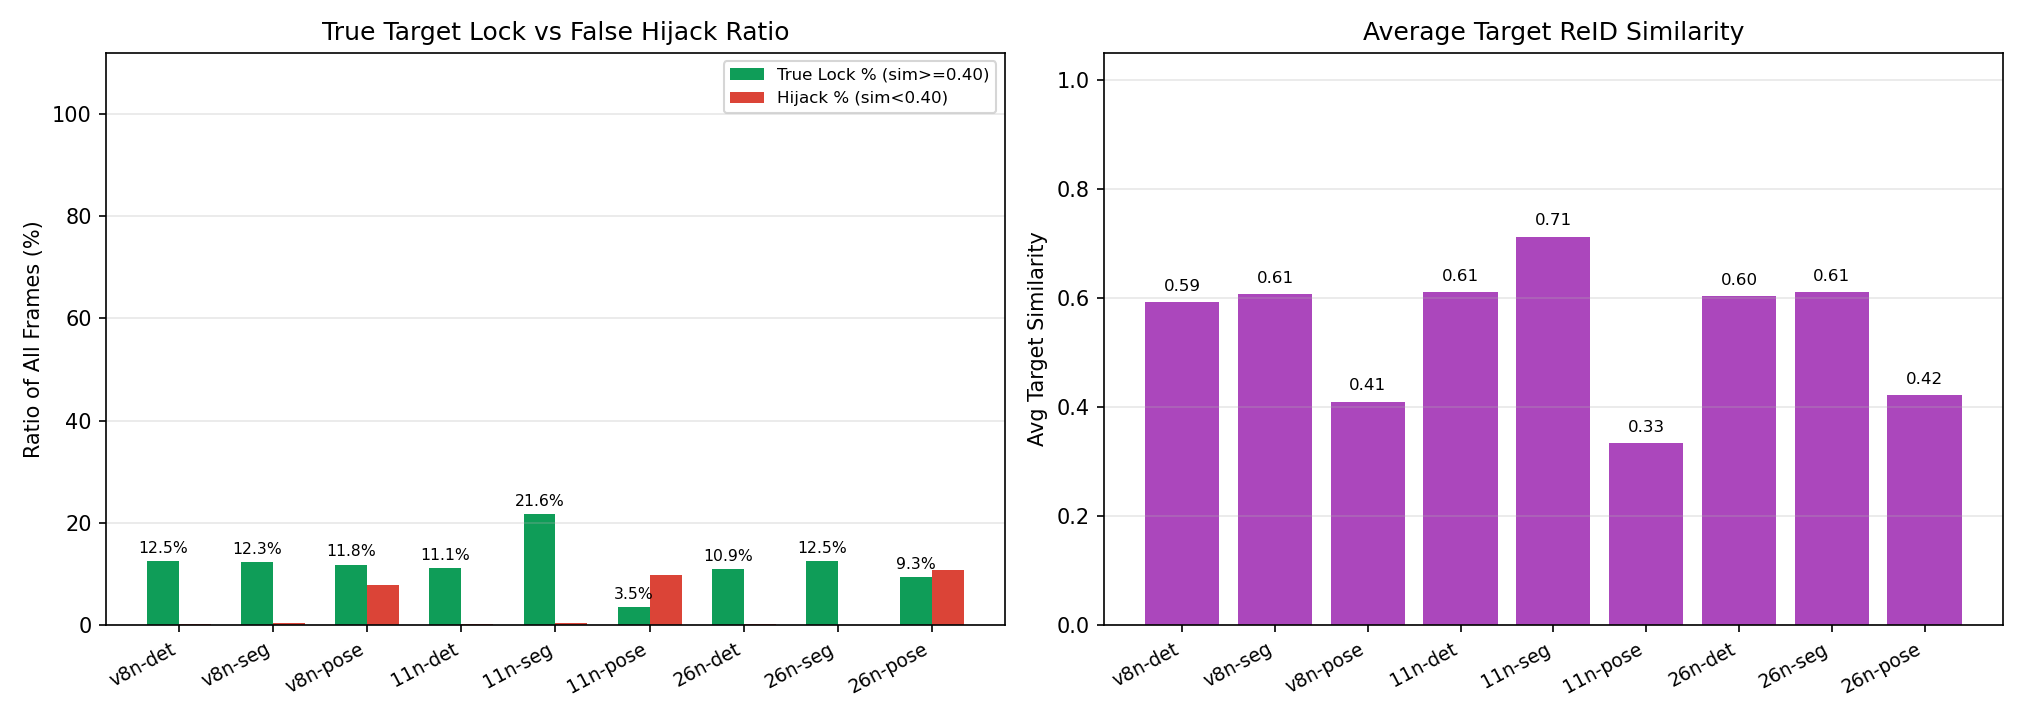 True Target Lock vs False Hijack Ratio
Ratio of All Frames (%)
100
80
60
40
20
0
True Lock % (sim>=0.40)
Hijack % (sim<0.40)
12.5%
12.3%
11.8%
11.1%
21.6%
3.5%
10.9%
12.5%
9.3%
v8n-det
v8n-seg
v8n-pose
11n-det
11n-seg
11n-pose
26n-det
26n-seg
26n-pose
Average Target ReID Similarity
Avg Target Similarity
1.0
0.8
0.6
0.4
0.2
0.0
0.59
0.61
0.41
0.61
0.71
0.33
0.60
0.61
0.42
v8n-det
v8n-seg
v8n-pose
11n-det
11n-seg
11n-pose
26n-det
26n-seg
26n-pose